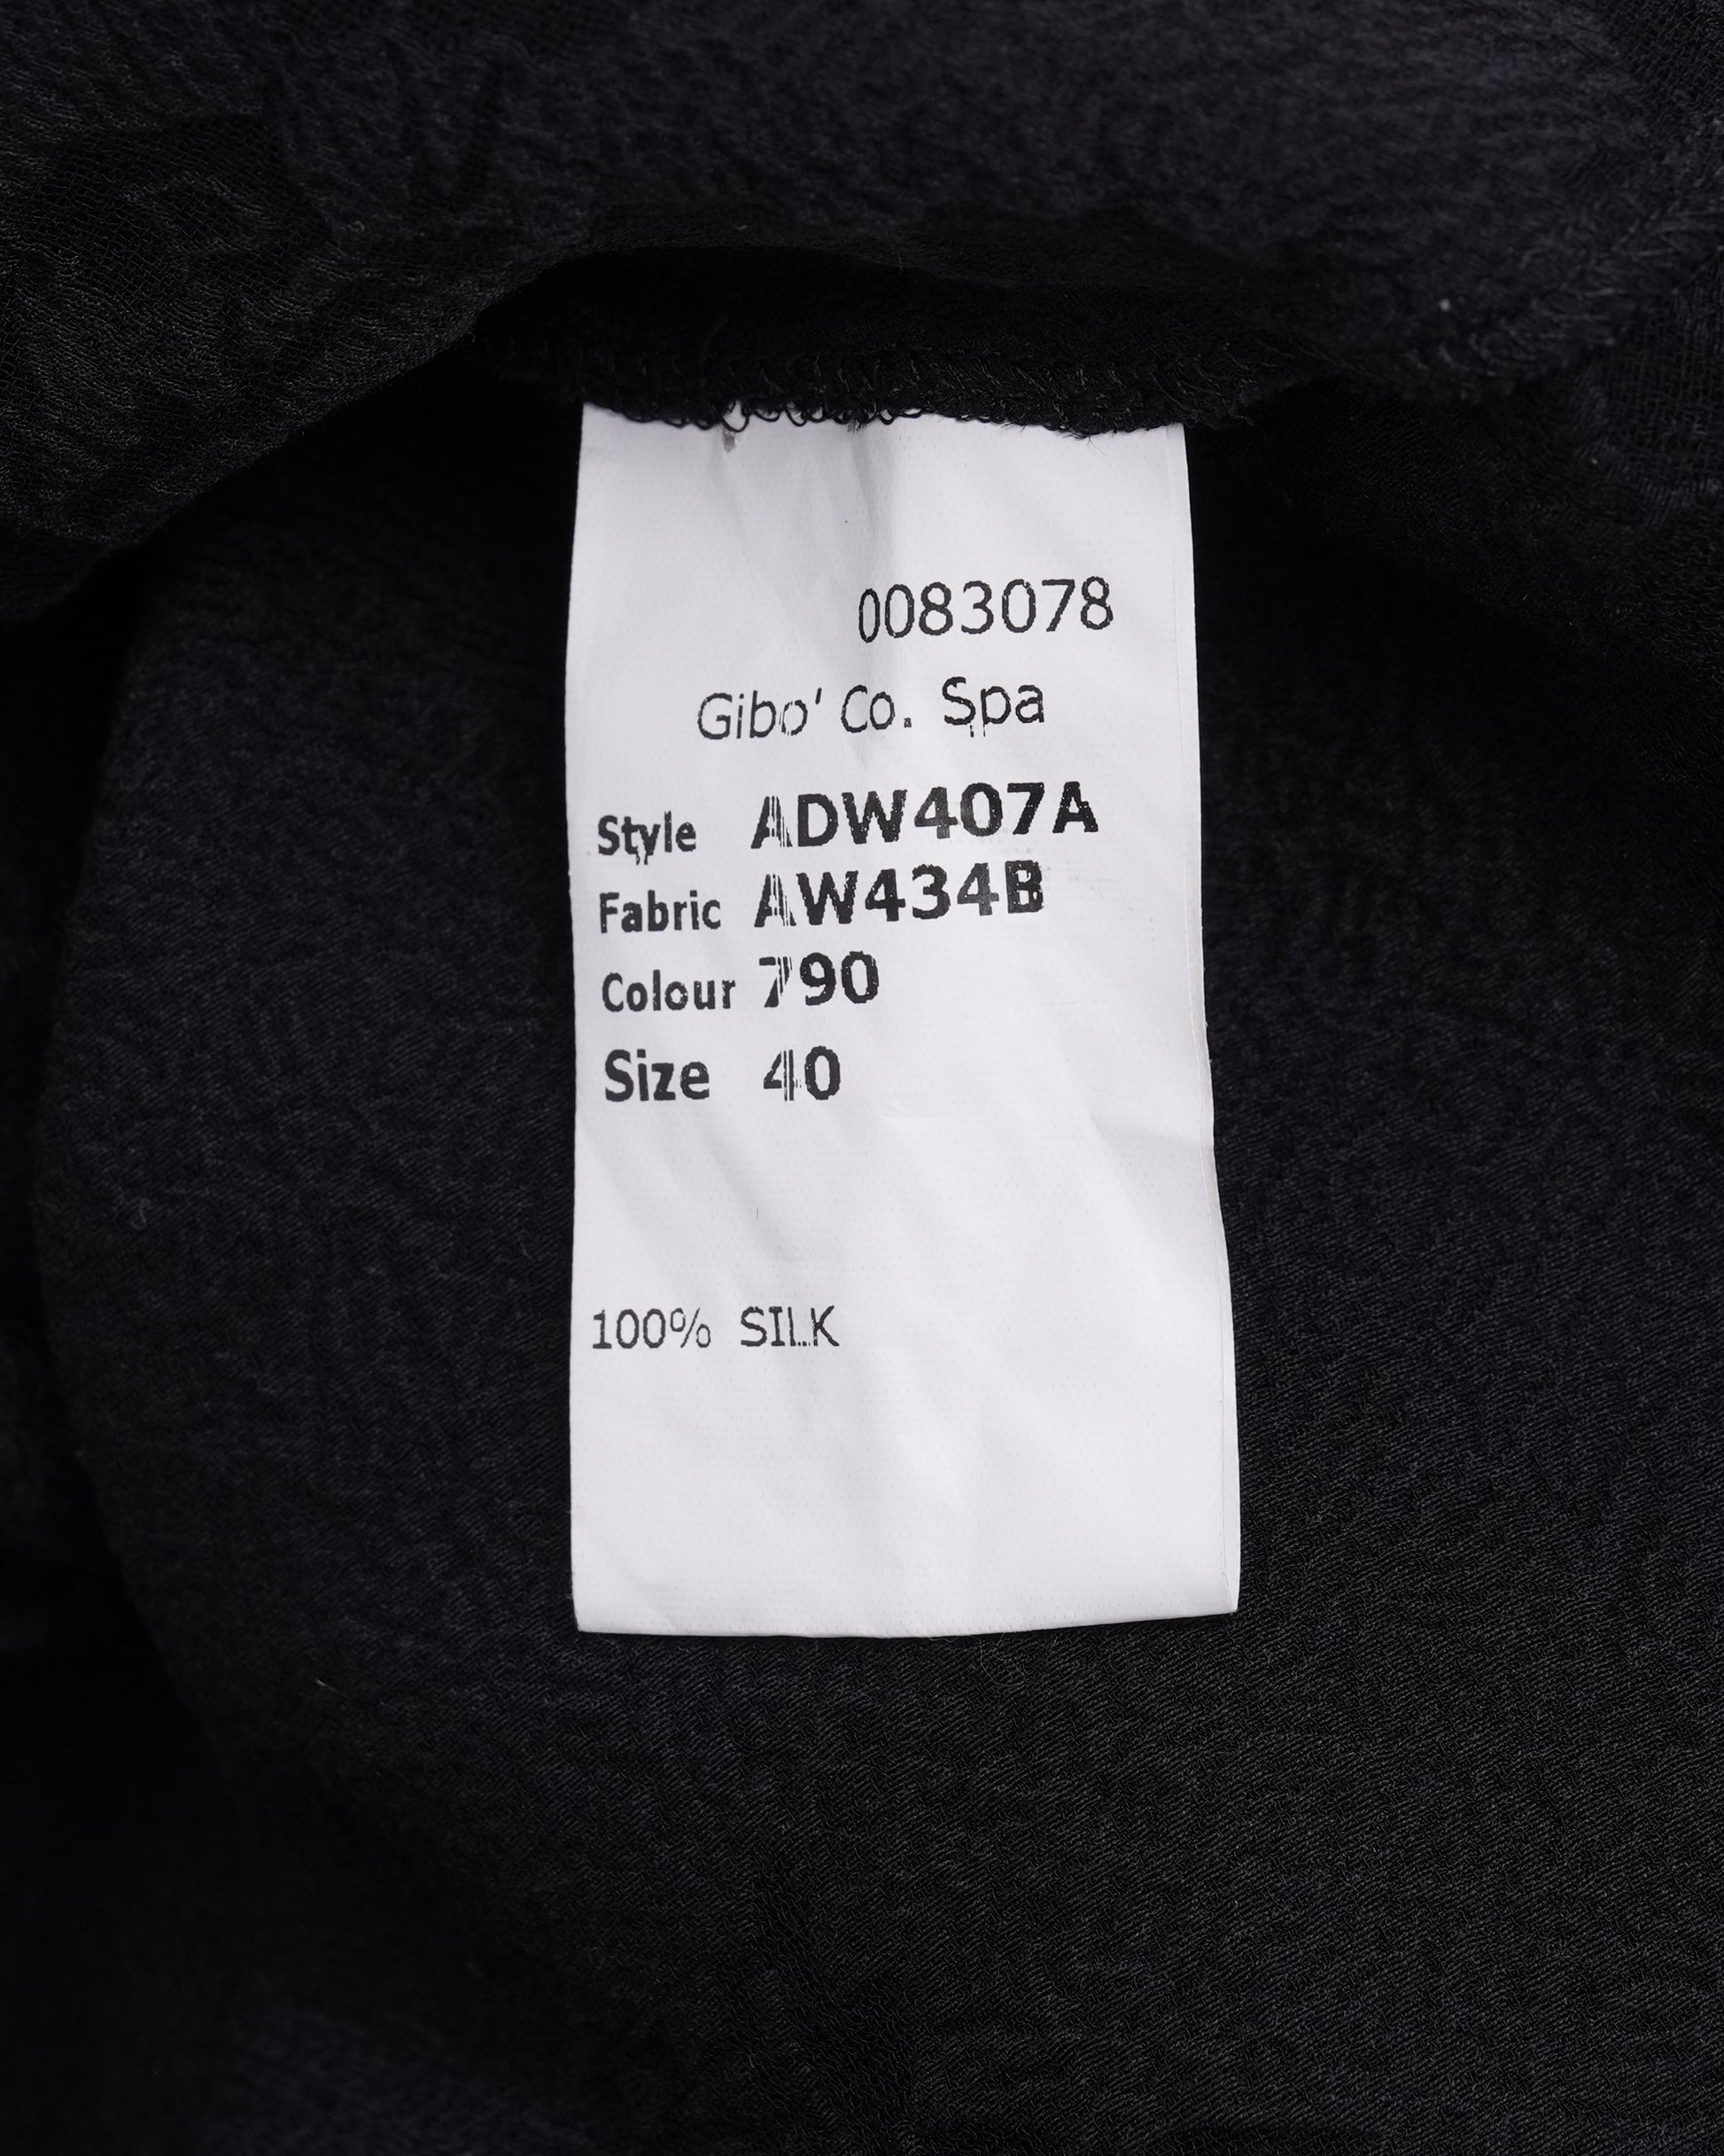 0083078
Gibo' Co. Spa
Style ADW407A
Fabric AW434B
Colour 790
Size 40
100% SILK